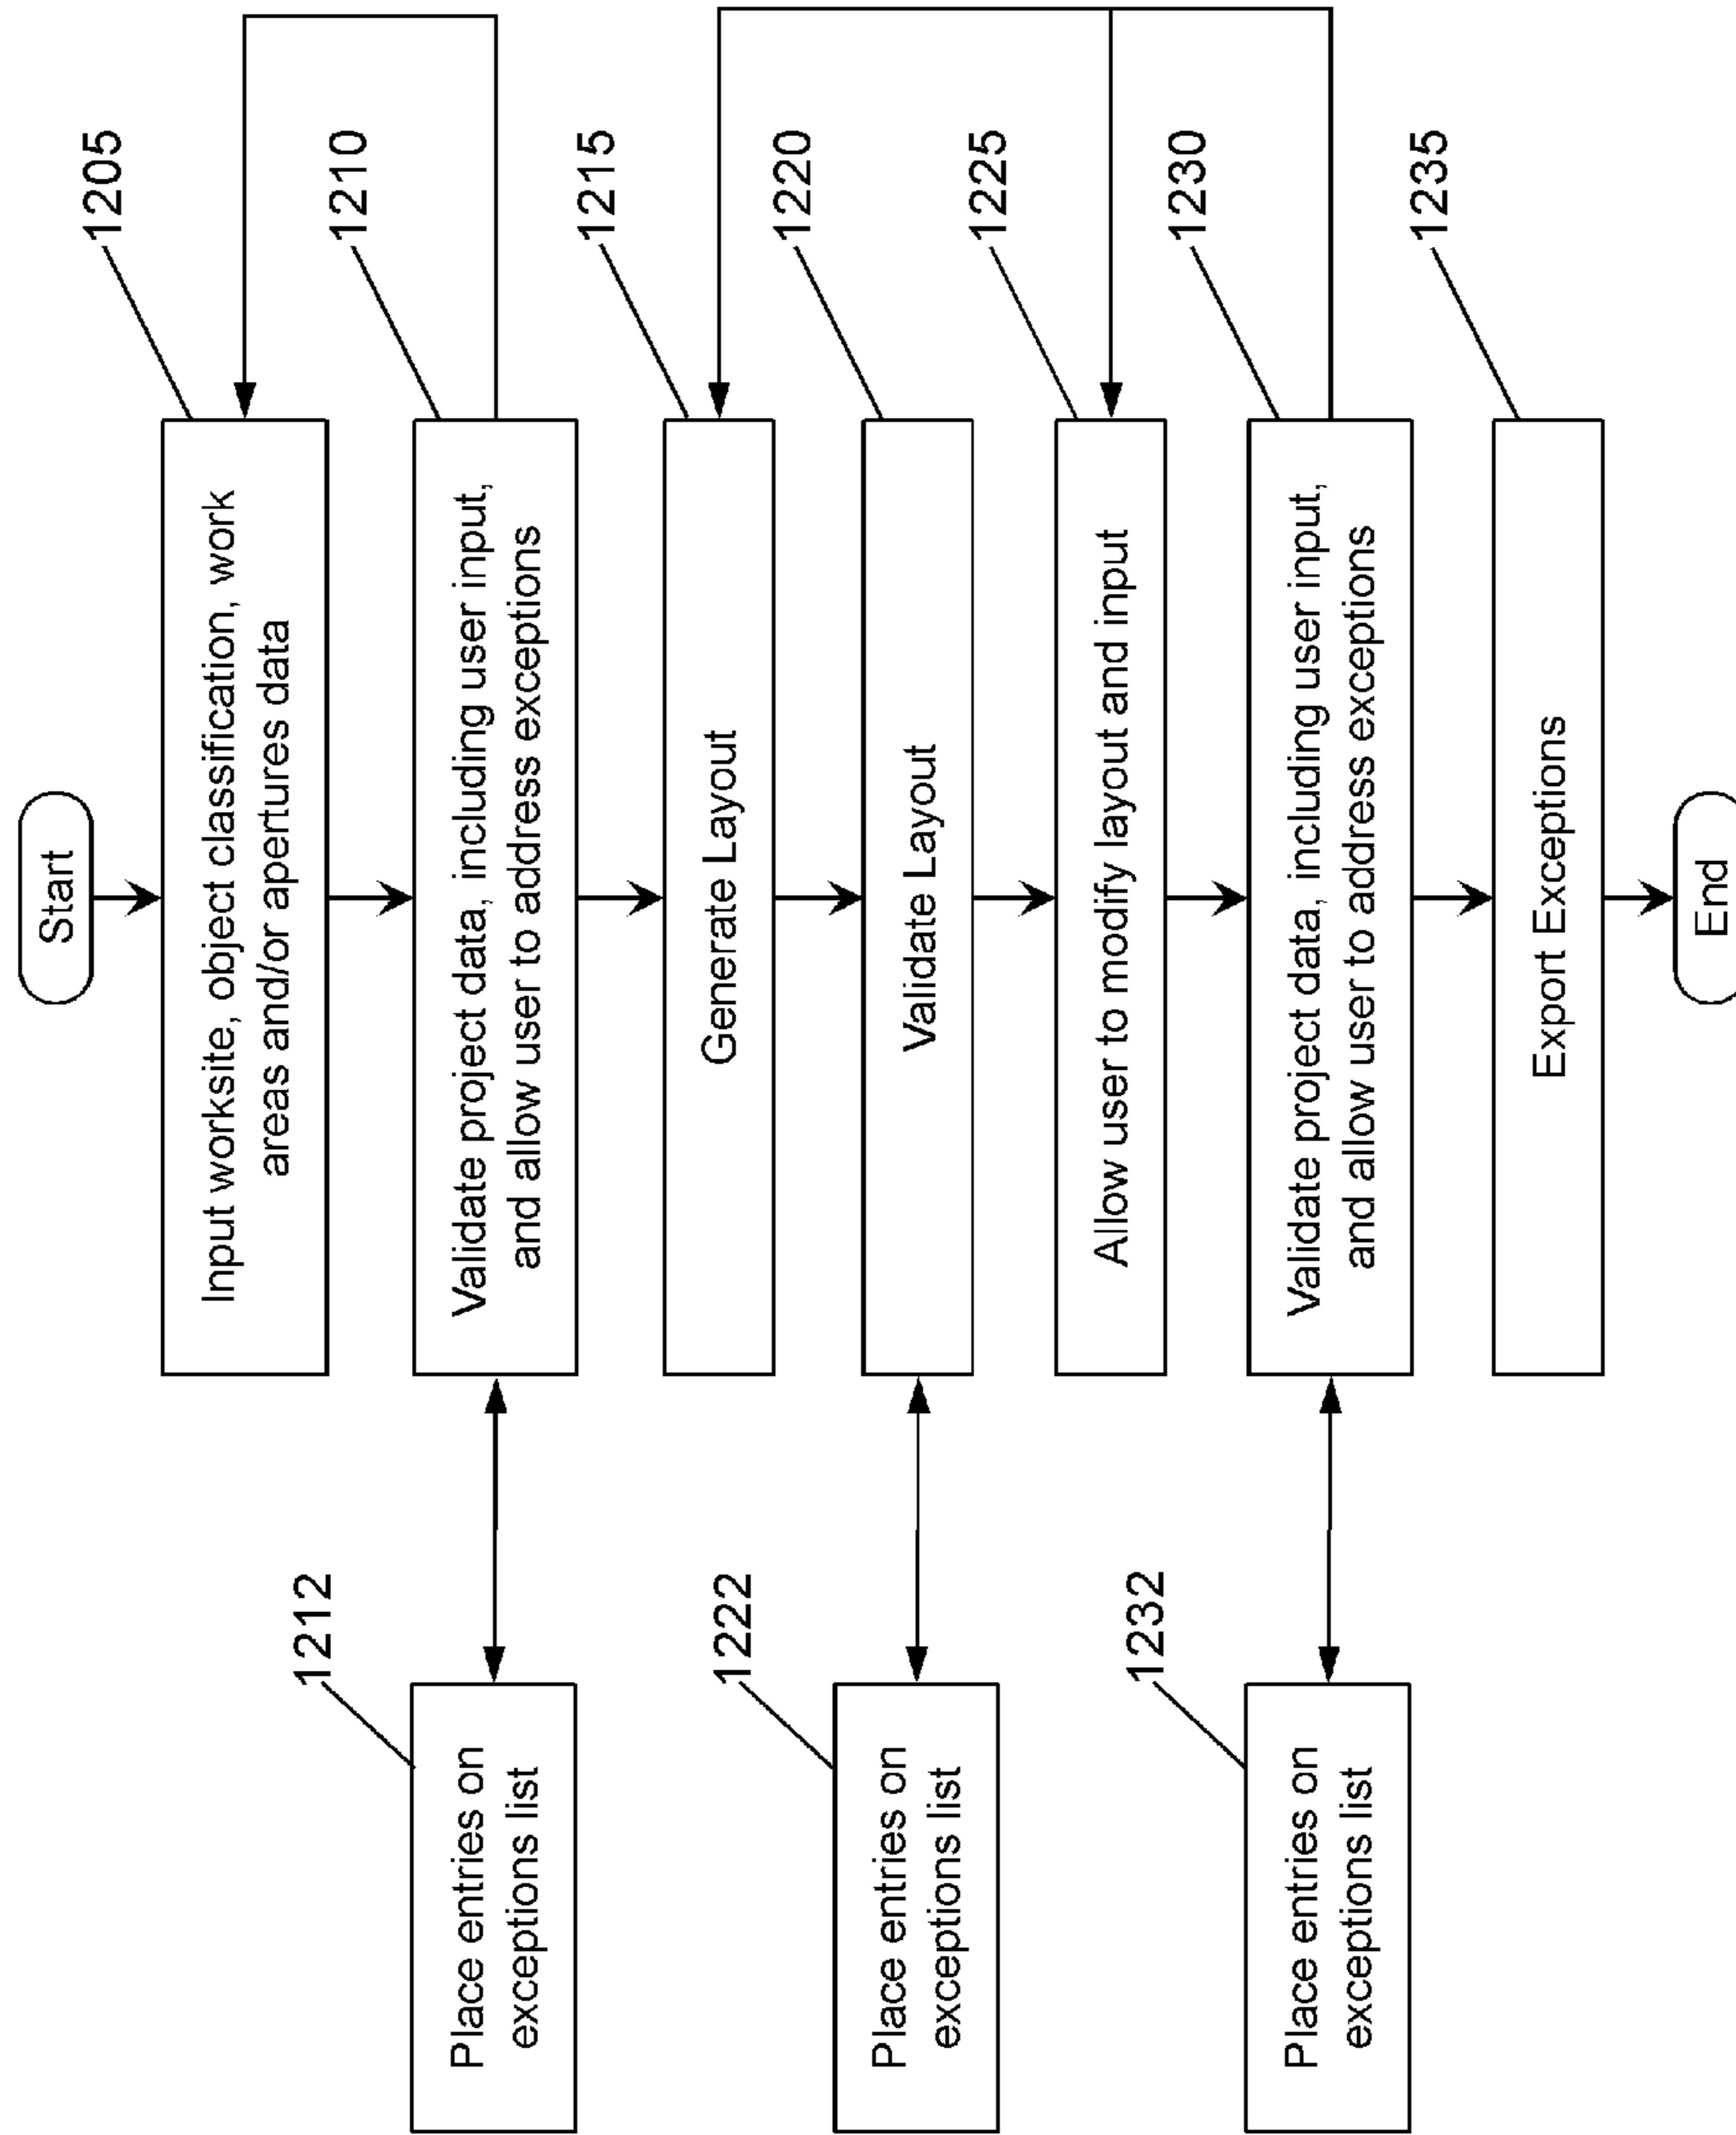 Start
1205
Input worksite, object classification, work
areas and/or apertures data
1210
Validate project data, including user input,
and allow user to address exceptions
1212
Place entries on
exceptions list
1215
Generate Layout
1220
Validate Layout
1222
Place entries on
exceptions list
1225
Allow user to modify layout and input
1230
Validate project data, including user input,
and allow user to address exceptions
1232
Place entries on
exceptions list
1235
Export Exceptions
End